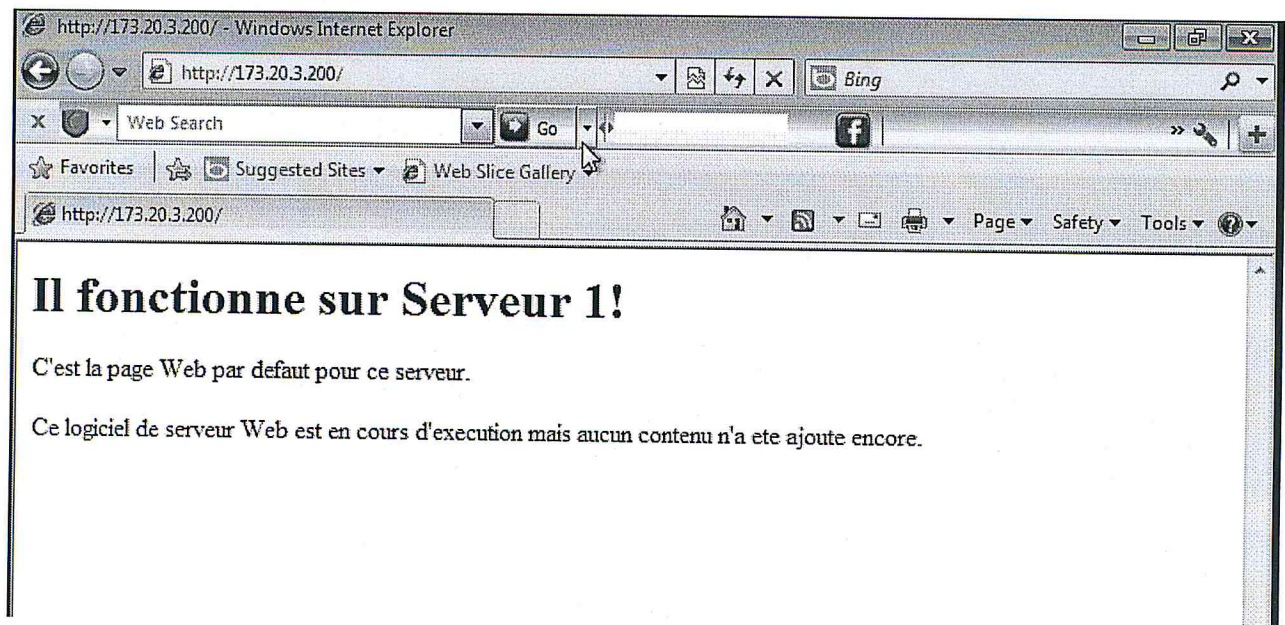 http://173.20.3.200/ - Windows Internet Explorer
http://173.20.3.200/
Bing
X Web Search Go f »
Favorites Suggested Sites Web Slice Gallery
http://173.20.3.200/ Page Safety Tools
Il fonctionne sur Serveur 1!
C'est la page Web par defaut pour ce serveur.
Ce logiciel de serveur Web est en cours d'execution mais aucun contenu n'a ete ajoute encore.